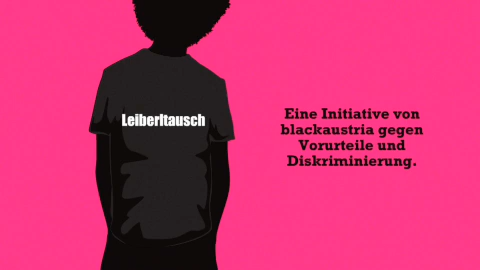 Leiberltausch
Eine Initiative von
blackaustria gegen
Vorurteile und
Diskriminierung.